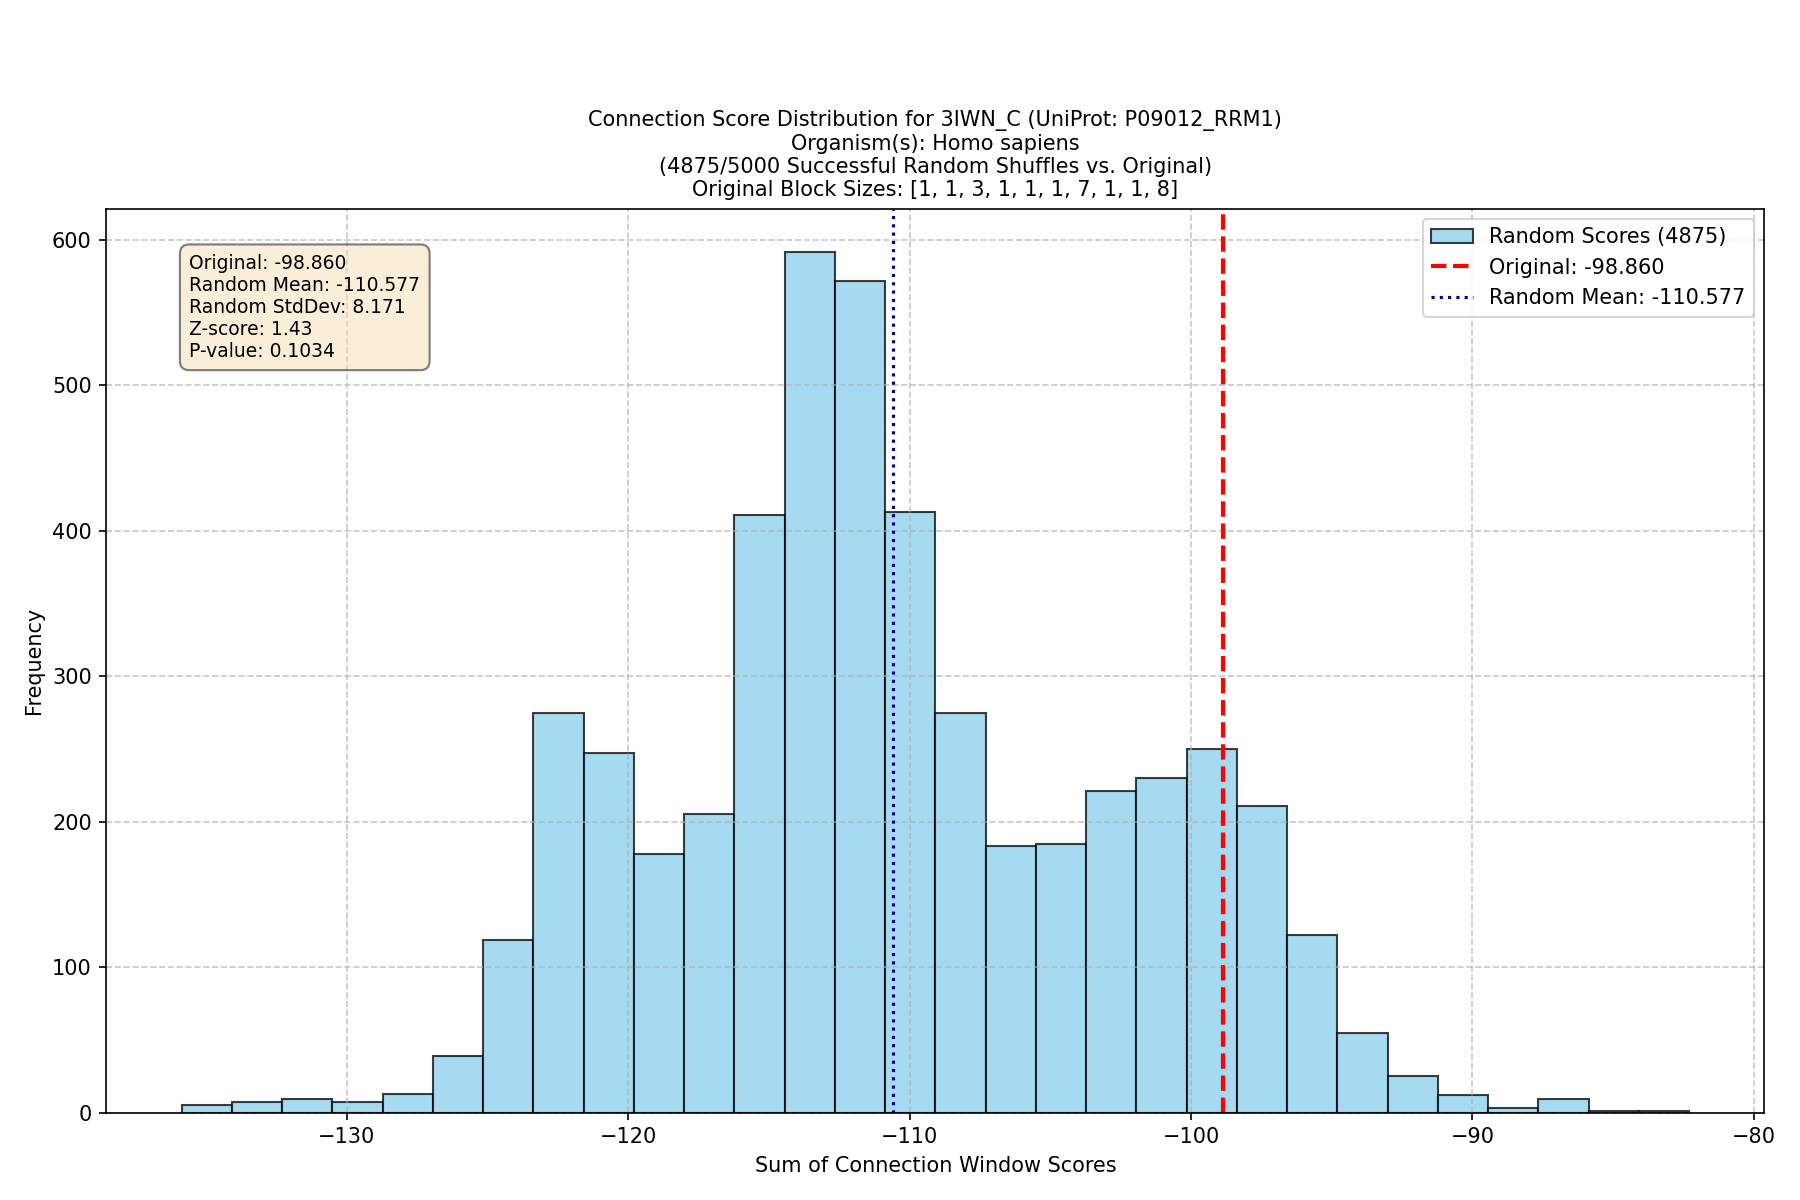 Connection Score Distribution for 3IWN_C (UniProt: P09012_RRM1)
Organism(s): Homo sapiens
(4875/5000 Successful Random Shuffles vs. Original)
Original Block Sizes: [1, 1, 3, 1, 1, 1, 7, 1, 1, 8]
Original: -98.860
Random Mean: -110.577
Random StdDev: 8.171
Z-score: 1.43
P-value: 0.1034
Random Scores (4875)
Original: -98.860
Random Mean: -110.577
Frequency
600
500
400
300
200
100
0
−130
−120
−110
−100
−90
−80
Sum of Connection Window Scores